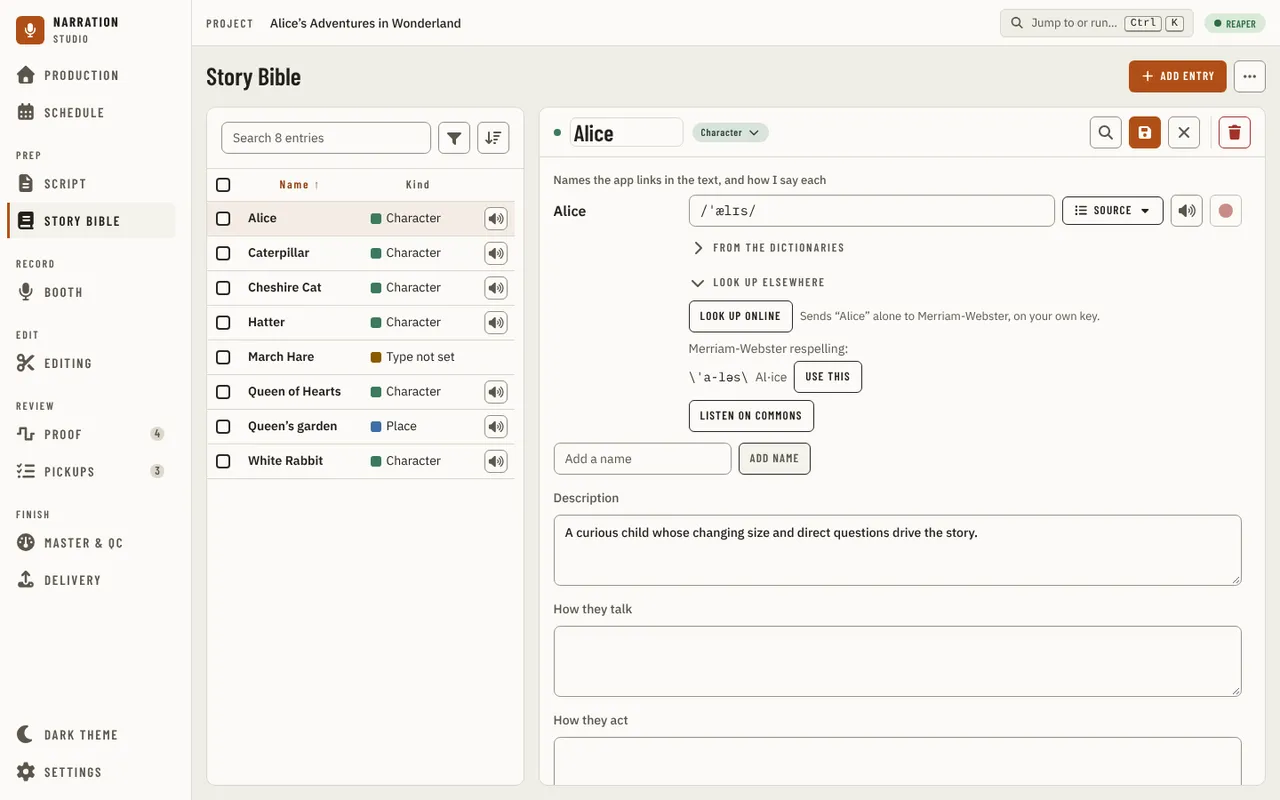 NARRATION
STUDIO
PRODUCTION
SCHEDULE
PREP
SCRIPT
STORY BIBLE
RECORD
BOOTH
EDIT
EDITING
REVIEW
PROOF 4
PICKUPS 3
FINISH
MASTER & QC
DELIVERY
DARK THEME
SETTINGS
PROJECT Alice’s Adventures in Wonderland
Jump to or run… Ctrl K
REAPER
Story Bible
ADD ENTRY
Search 8 entries
Name ↑ Kind
Alice Character
Caterpillar Character
Cheshire Cat Character
Hatter Character
March Hare Type not set
Queen of Hearts Character
Queen’s garden Place
White Rabbit Character
Alice Character
Names the app links in the text, and how I say each
Alice /ˈælɪs/ SOURCE
FROM THE DICTIONARIES
LOOK UP ELSEWHERE
LOOK UP ONLINE Sends “Alice” alone to Merriam-Webster, on your own key.
Merriam-Webster respelling:
\ˈa-ləs\ Al·ice USE THIS
LISTEN ON COMMONS
Add a name ADD NAME
Description
A curious child whose changing size and direct questions drive the story.
How they talk
How they act